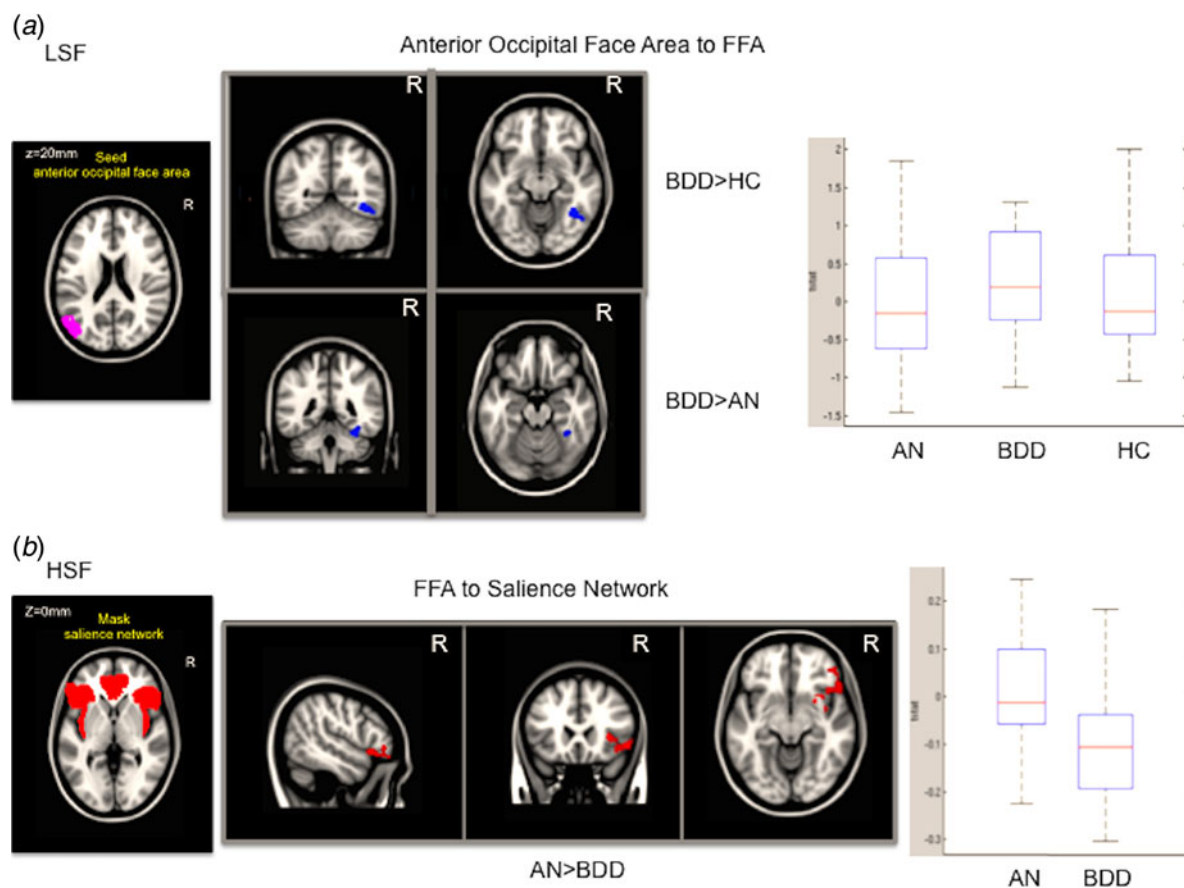 (a)
LSF
Anterior Occipital Face Area to FFA
z=20mm
Seed
anterior occipital face area
R
R
R
BDD>HC
R
R
BDD>AN
2
1.5
1
0.5
0
-0.5
-1
-1.5
tstat
AN
BDD
HC
(b)
HSF
FFA to Salience Network
Z=0mm
Mask
salience network
R
R
R
R
AN>BDD
0.2
0.1
0
-0.1
-0.2
-0.3
tstat
AN
BDD